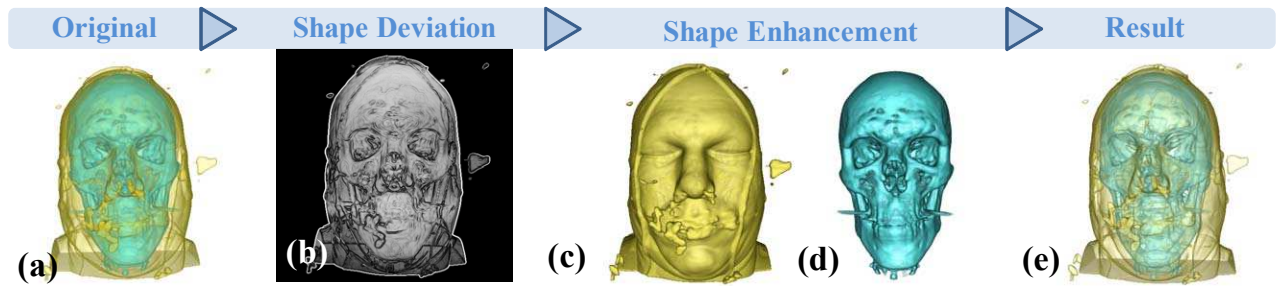 Original Shape Deviation Shape Enhancement Result
(a) (b) (c) (d) (e)